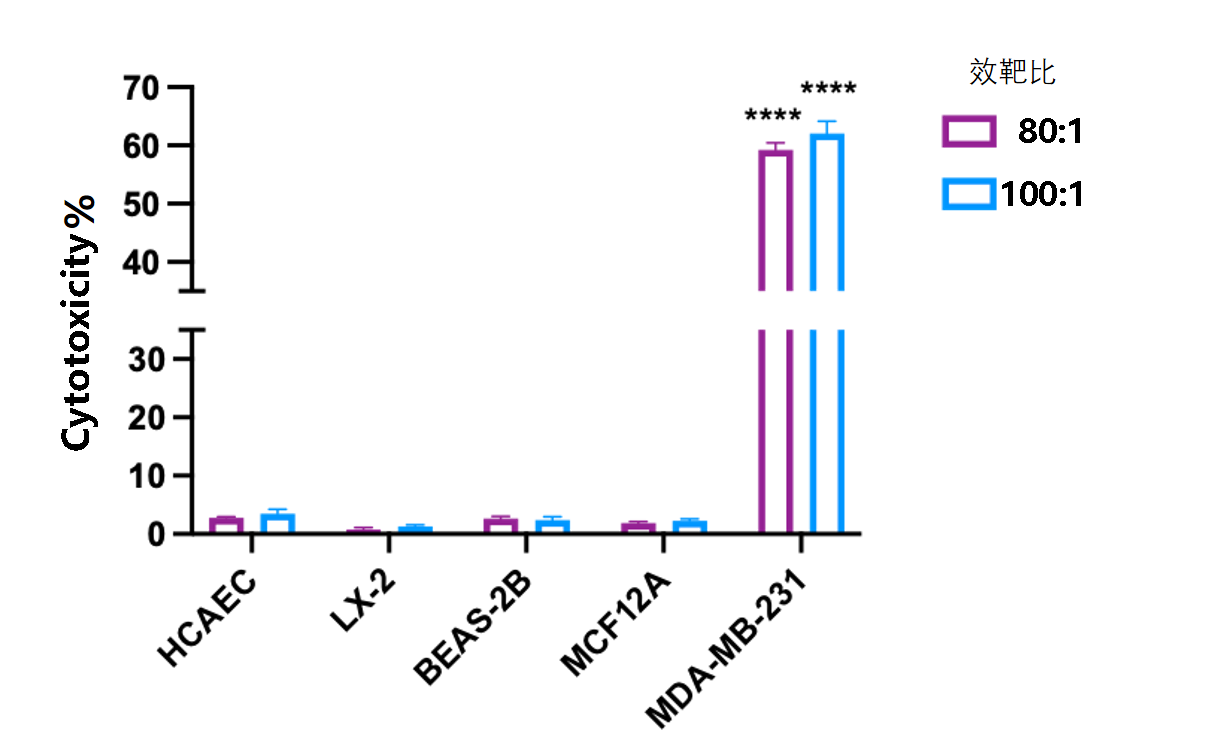 Cytotoxicity%
70
60
50
40
30
20
10
0
**** ****
HCAEC
LX-2
BEAS-2B
MCF12A
MDA-MB-231
效靶比
80:1
100:1